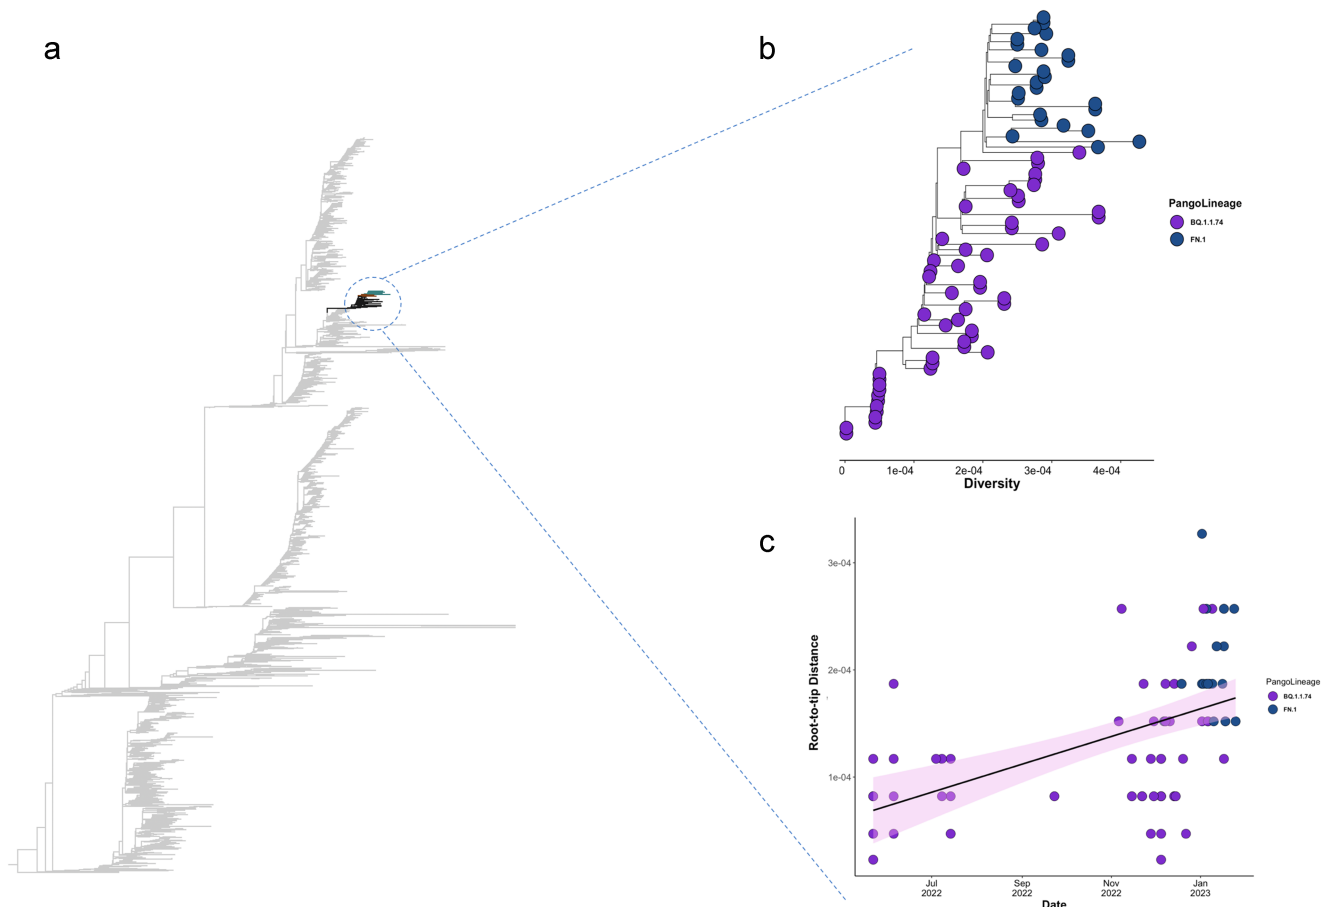 a
b
PangoLineage
BQ.1.1.74
FN.1
0 1e-04 2e-04 3e-04 4e-04
Diversity
c
3e-04
2e-04
1e-04
Root-to-tip Distance
PangoLineage
BQ.1.1.74
FN.1
Jul Sep Nov Jan
2022 2022 2022 2023
Date